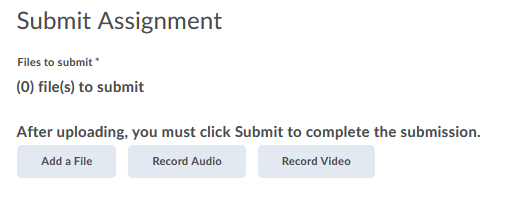 Submit Assignment
Files to submit *
(0) file(s) to submit
After uploading, you must click Submit to complete the submission.
Add a File Record Audio Record Video